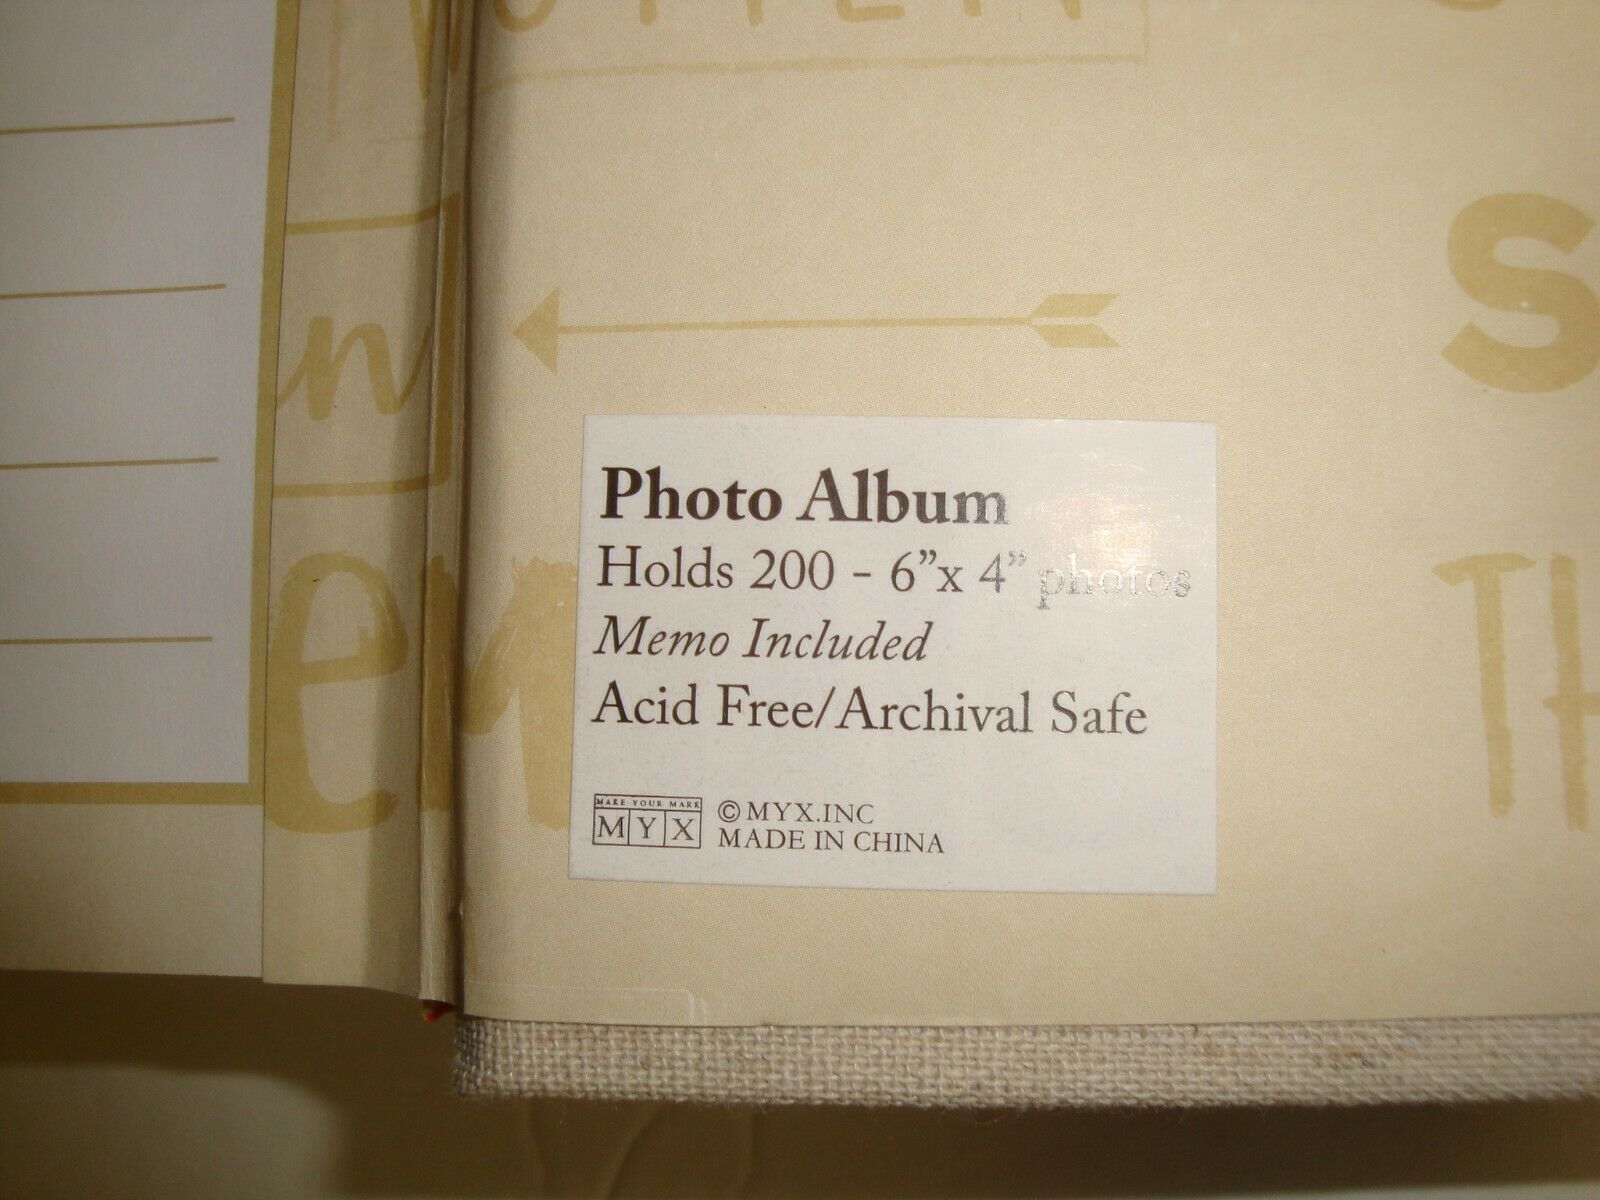 Photo Album
Holds 200 - 6”x 4” photos
Memo Included
Acid Free/Archival Safe
MAKE YOUR MARK
MYX
© MYX.INC
MADE IN CHINA
S
TH